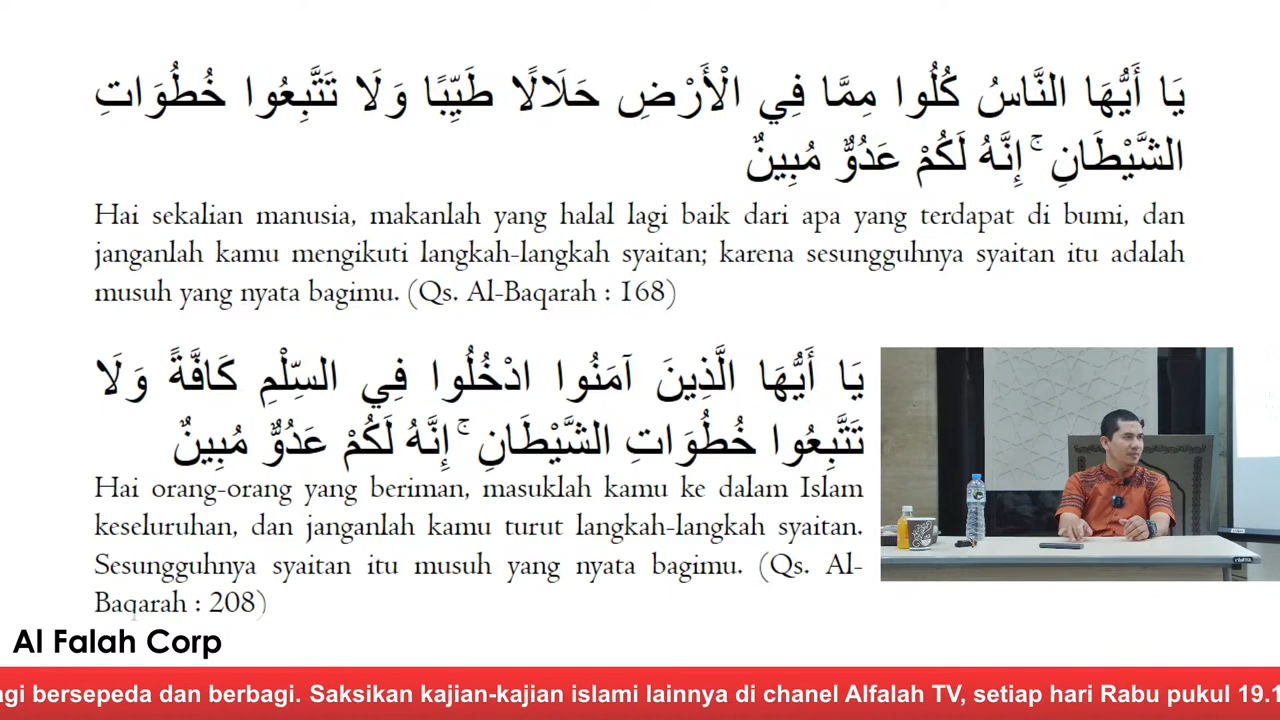 يَا أَيُّهَا النَّاسُ كُلُوا مِمَّا فِي الْأَرْضِ حَلَالًا طَيِّبًا وَلَا تَتَّبِعُوا خُطُوَاتِ
الشَّيْطَانِ ۚ إِنَّهُ لَكُمْ عَدُوٌّ مُبِينٌ
Hai sekalian manusia, makanlah yang halal lagi baik dari apa yang terdapat di bumi, dan
janganlah kamu mengikuti langkah-langkah syaitan; karena sesungguhnya syaitan itu adalah
musuh yang nyata bagimu. (Qs. Al-Baqarah : 168)
يَا أَيُّهَا الَّذِينَ آمَنُوا ادْخُلُوا فِي السِّلْمِ كَافَّةً وَلَا
تَتَّبِعُوا خُطُوَاتِ الشَّيْطَانِ ۚ إِنَّهُ لَكُمْ عَدُوٌّ مُبِينٌ
Hai orang-orang yang beriman, masuklah kamu ke dalam Islam
keseluruhan, dan janganlah kamu turut langkah-langkah syaitan.
Sesungguhnya syaitan itu musuh yang nyata bagimu. (Qs. Al-
Baqarah : 208)
Al Falah Corp
agi bersepeda dan berbagi. Saksikan kajian-kajian islami lainnya di chanel Alfalah TV, setiap hari Rabu pukul 19.1